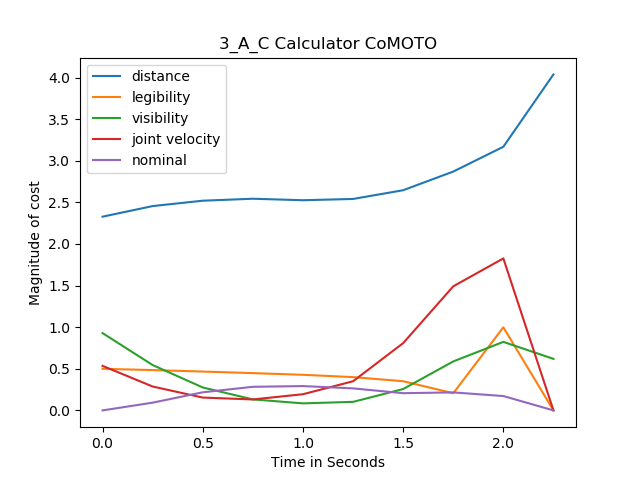 3_A_C Calculator CoMOTO
distance
legibility
visibility
joint velocity
nominal
Magnitude of cost
4.0
3.5
3.0
2.5
2.0
1.5
1.0
0.5
0.0
0.0
0.5
1.0
1.5
2.0
Time in Seconds